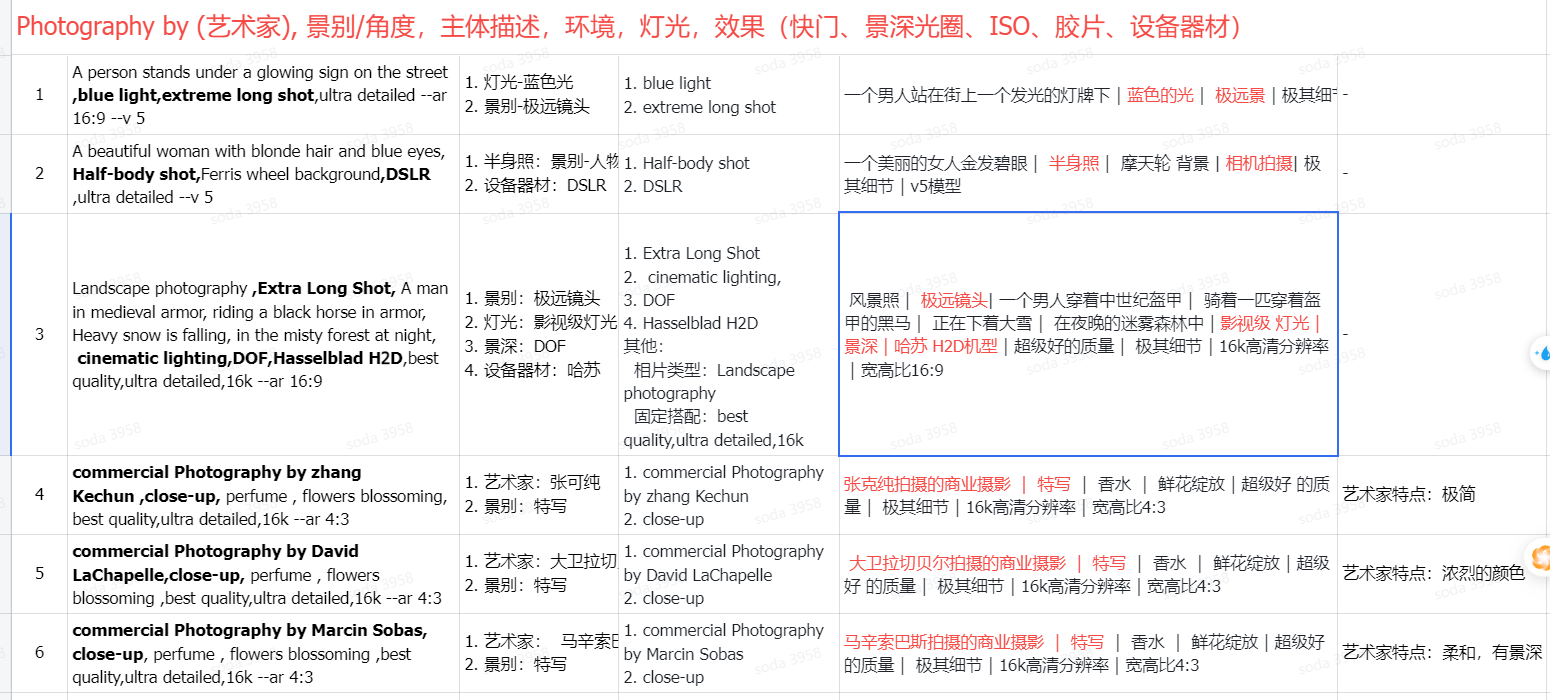 Photography by (艺术家), 景别/角度，主体描述，环境，灯光，效果（快门、景深光圈、ISO、胶片、设备器材）
1
A person stands under a glowing sign on the street
,blue light,extreme long shot,ultra detailed --ar
16:9 --v 5
1. 灯光-蓝色光
2. 景别-极远镜头
1. blue light
2. extreme long shot
一个男人站在街上一个发光的灯牌下 | 蓝色的光 | 极远景 | 极其细
-
2
A beautiful woman with blonde hair and blue eyes,
Half-body shot,Ferris wheel background,DSLR
,ultra detailed --v 5
1. 半身照：景别-人物
2. 设备器材：DSLR
1. Half-body shot
2. DSLR
一个美丽的女人金发碧眼 | 半身照 | 摩天轮 背景 | 相机拍摄| 极
其细节 | v5模型
-
3
Landscape photography ,Extra Long Shot, A man
in medieval armor, riding a black horse in armor,
Heavy snow is falling, in the misty forest at night,
cinematic lighting,DOF,Hasselblad H2D,best
quality,ultra detailed,16k --ar 16:9
1. 景别：极远镜头
2. 灯光：影视级灯光
3. 景深：DOF
4. 设备器材：哈苏
1. Extra Long Shot
2. cinematic lighting,
3. DOF
4. Hasselblad H2D
其他:
相片类型：Landscape
photography
固定搭配：best
quality,ultra detailed,16k
风景照 | 极远镜头| 一个男人穿着中世纪盔甲 | 骑着一匹穿着盔
甲的黑马 | 正在下着大雪 | 在夜晚的迷雾森林中 | 影视级 灯光 |
景深 | 哈苏 H2D机型 | 超级好的质量 | 极其细节 | 16k高清分辨率
| 宽高比16:9
-
4
commercial Photography by zhang
Kechun ,close-up, perfume , flowers blossoming,
best quality,ultra detailed,16k --ar 4:3
1. 艺术家：张可纯
2. 景别：特写
1. commercial Photography
by zhang Kechun
2. close-up
张克纯拍摄的商业摄影 | 特写 | 香水 | 鲜花绽放 | 超级好 的质
量 | 极其细节 | 16k高清分辨率 | 宽高比4:3
艺术家特点：极简
5
commercial Photography by David
LaChapelle,close-up, perfume , flowers
blossoming ,best quality,ultra detailed,16k --ar 4:3
1. 艺术家：大卫拉切
2. 景别：特写
1. commercial Photography
by David LaChapelle
2. close-up
大卫拉切贝尔拍摄的商业摄影 | 特写 | 香水 | 鲜花绽放 | 超级
好 的质量 | 极其细节 | 16k高清分辨率 | 宽高比4:3
艺术家特点：浓烈的颜色
6
commercial Photography by Marcin Sobas,
close-up, perfume , flowers blossoming ,best
quality,ultra detailed,16k --ar 4:3
1. 艺术家： 马辛索
2. 景别：特写
1. commercial Photography
by Marcin Sobas
2. close-up
马辛索巴斯拍摄的商业摄影 | 特写 | 香水 | 鲜花绽放 | 超级好
的质量 | 极其细节 | 16k高清分辨率 | 宽高比4:3
艺术家特点：柔和，有景深
soda 3958